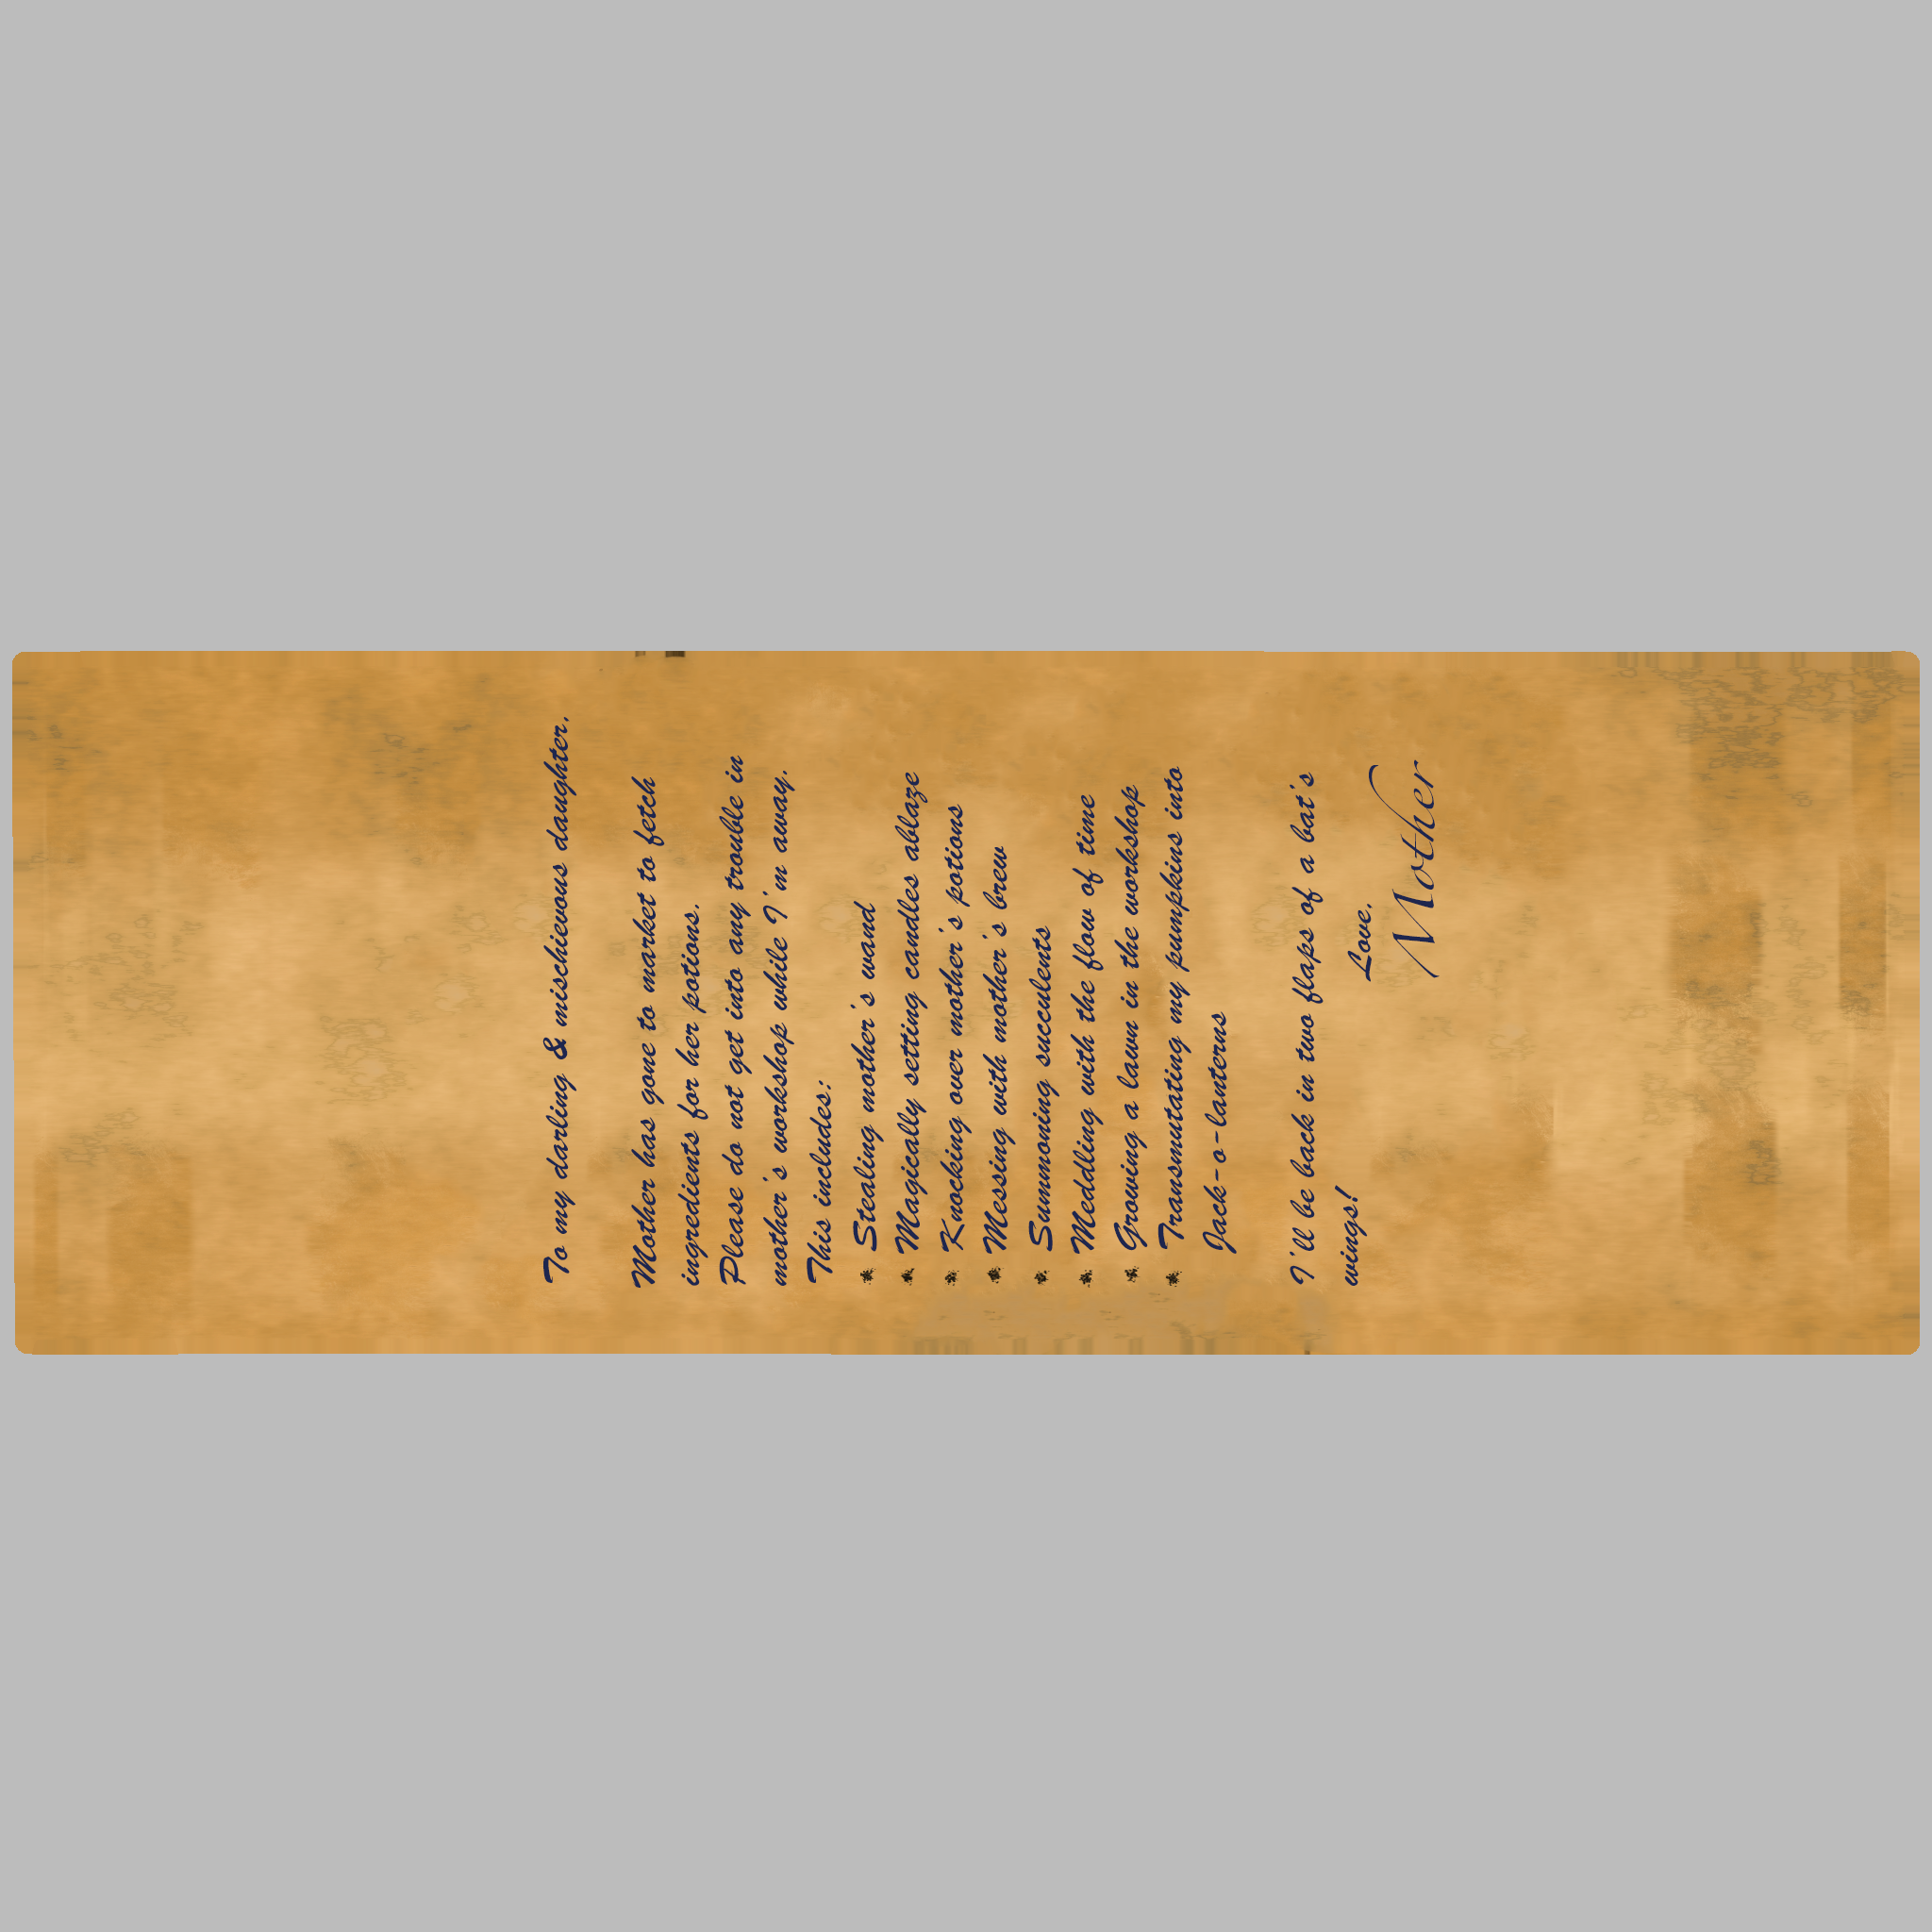 To my darling & mischievous daughter,
Mother has gone to market to fetch
ingredients for her potions.
Please do not get into any trouble in
mother's workshop while I'm away.
This includes:
* Stealing mother's wand
* Magically setting candles ablaze
* Knocking over mother's potions
* Messing with mother's brew
* Summoning succulents
* Meddling with the flow of time
* Growing a lawn in the workshop
* Transmutating my pumpkins into
Jack-o-lanterns
I'll be back in two flaps of a bat's
wings!
Love,
Mother